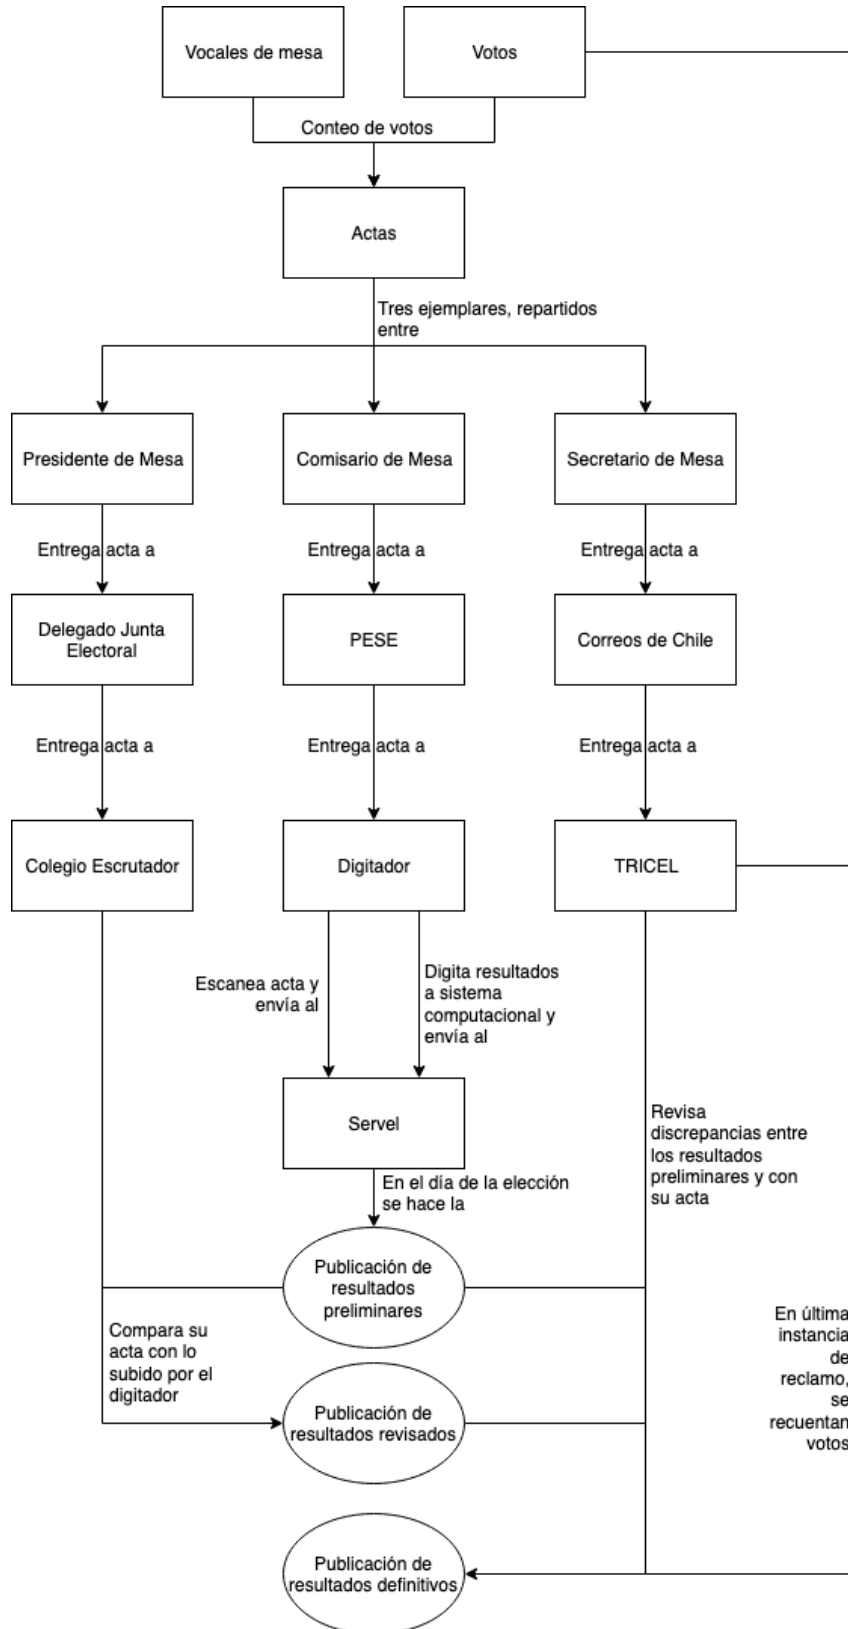 Vocales de mesa
Votos
Conteo de votos
Actas
Tres ejemplares, repartidos
entre
Presidente de Mesa
Comisario de Mesa
Secretario de Mesa
Entrega acta a
Entrega acta a
Entrega acta a
Delegado Junta
Electoral
PESE
Correos de Chile
Entrega acta a
Entrega acta a
Entrega acta a
Colegio Escrutador
Digitador
TRICEL
Escanea acta y
envía al
Digita resultados
a sistema
computacional y
envía al
Servel
Revisa
discrepancias entre
los resultados
preliminares y con
su acta
En el día de la elección
se hace la
Publicación de
resultados
preliminares
Compara su
acta con lo
subido por el
digitador
En última
instancia
de
reclamo,
se
recuentan
votos
Publicación de
resultados revisados
Publicación de
resultados definitivos